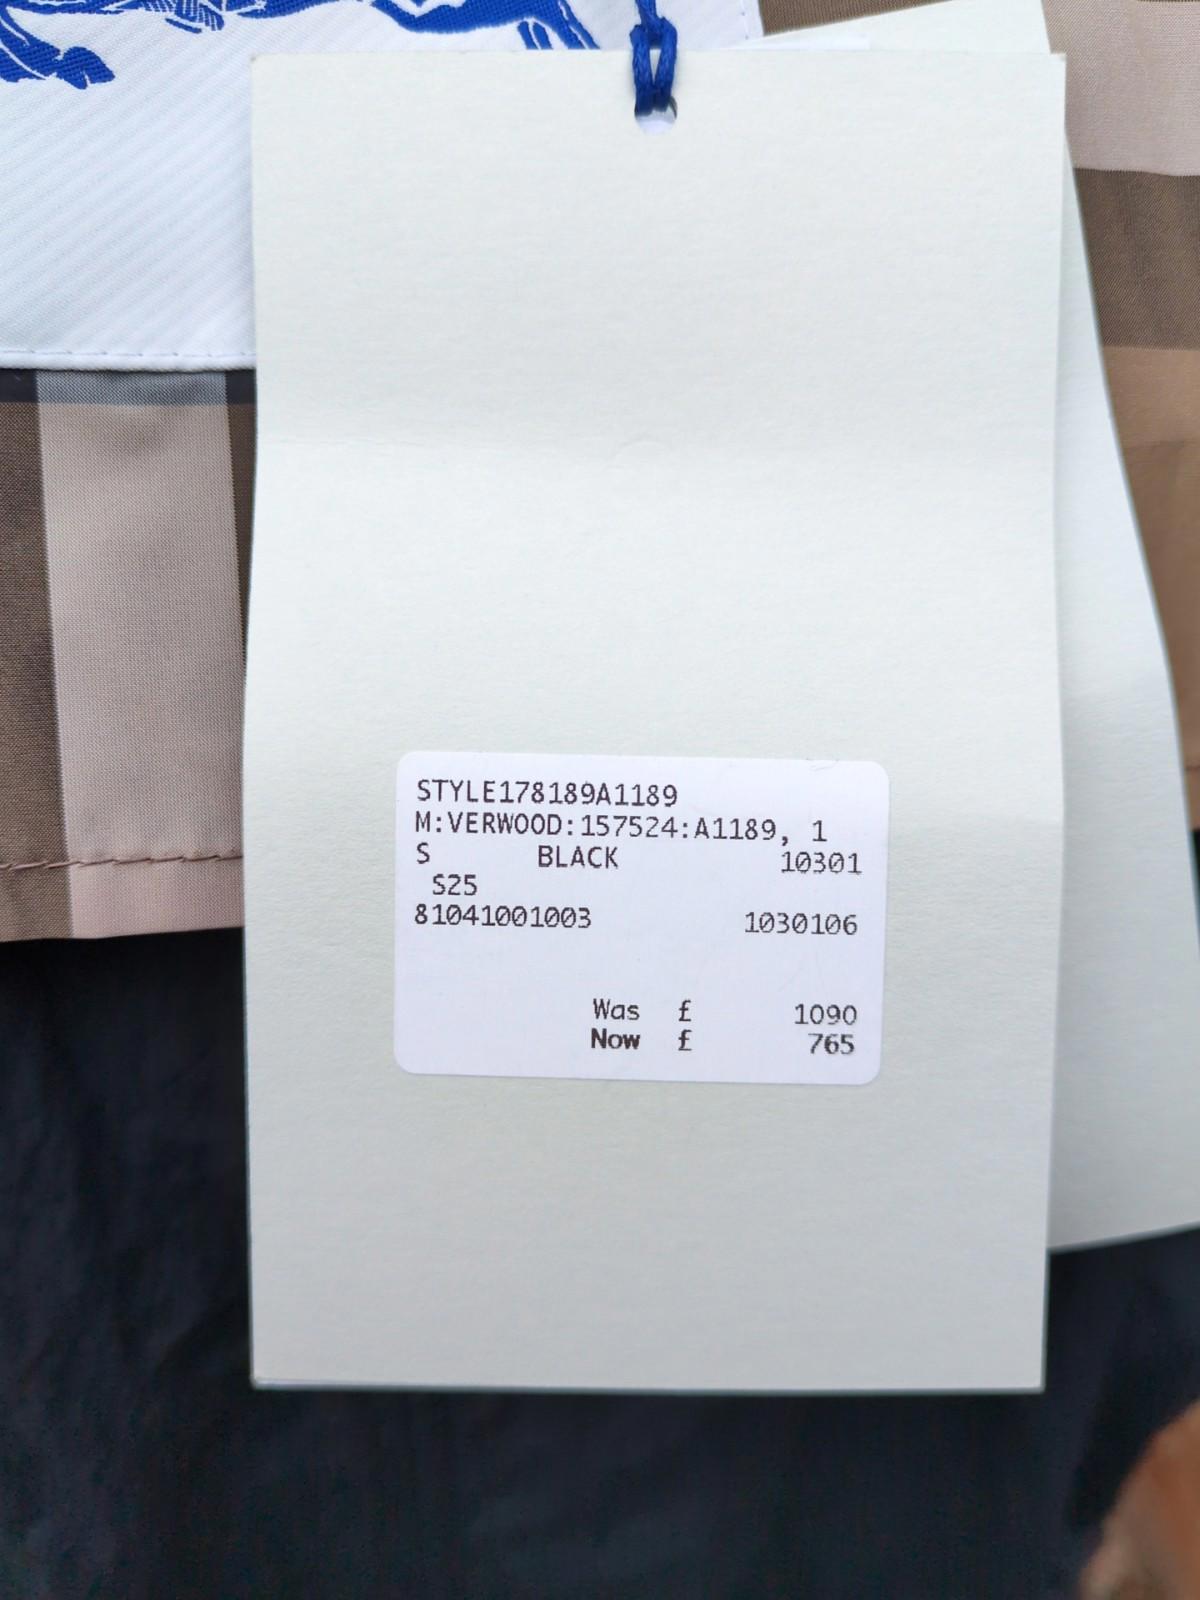 STYLE178189A1189
M:VERWOOD:157524:A1189, 1
S BLACK 10301
S25
81041001003 1030106
Was £ 1090
Now £ 765